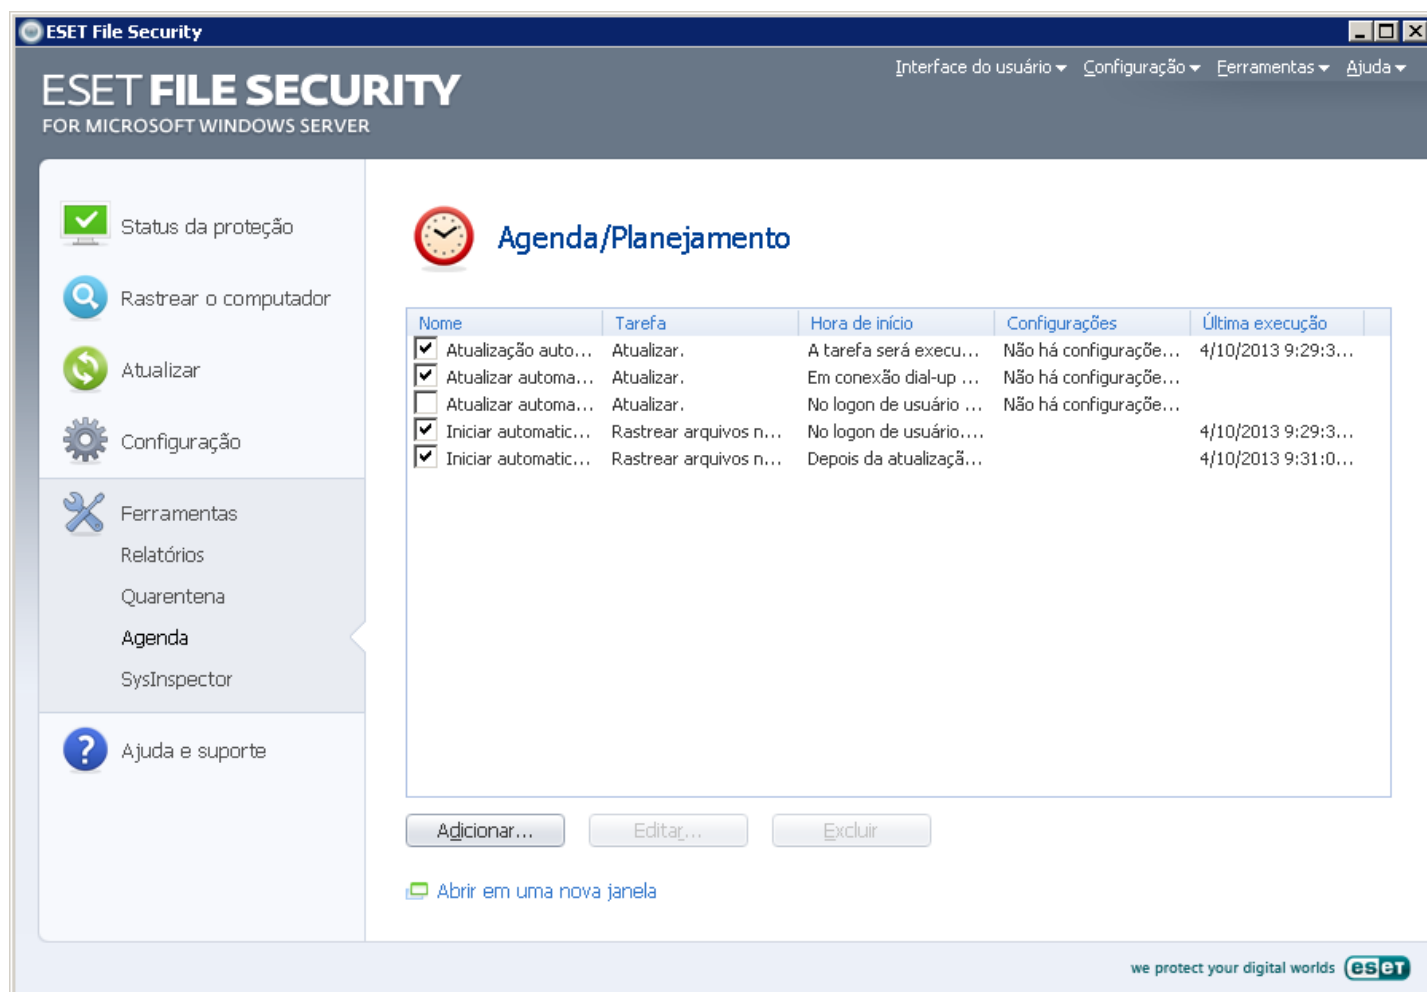 ESET File Security
Interface do usuário Configuração Ferramentas Ajuda
ESET FILE SECURITY
FOR MICROSOFT WINDOWS SERVER
Status da proteção
Rastrear o computador
Atualizar
Configuração
Ferramentas
Relatórios
Quarentena
Agenda
SysInspector
Ajuda e suporte
Agenda/Planejamento
Nome Tarefa Hora de início Configurações Última execução
Atualização auto... Atualizar. A tarefa será execu... Não há configuraçõe... 4/10/2013 9:29:3...
Atualizar automa... Atualizar. Em conexão dial-up ... Não há configuraçõe...
Atualizar automa... Atualizar. No logon de usuário ... Não há configuraçõe...
Iniciar automatic... Rastrear arquivos n... No logon de usuário.... 4/10/2013 9:29:3...
Iniciar automatic... Rastrear arquivos n... Depois da atualizaçã... 4/10/2013 9:31:0...
Adicionar... Editar... Excluir
Abrir em uma nova janela
we protect your digital worlds eset